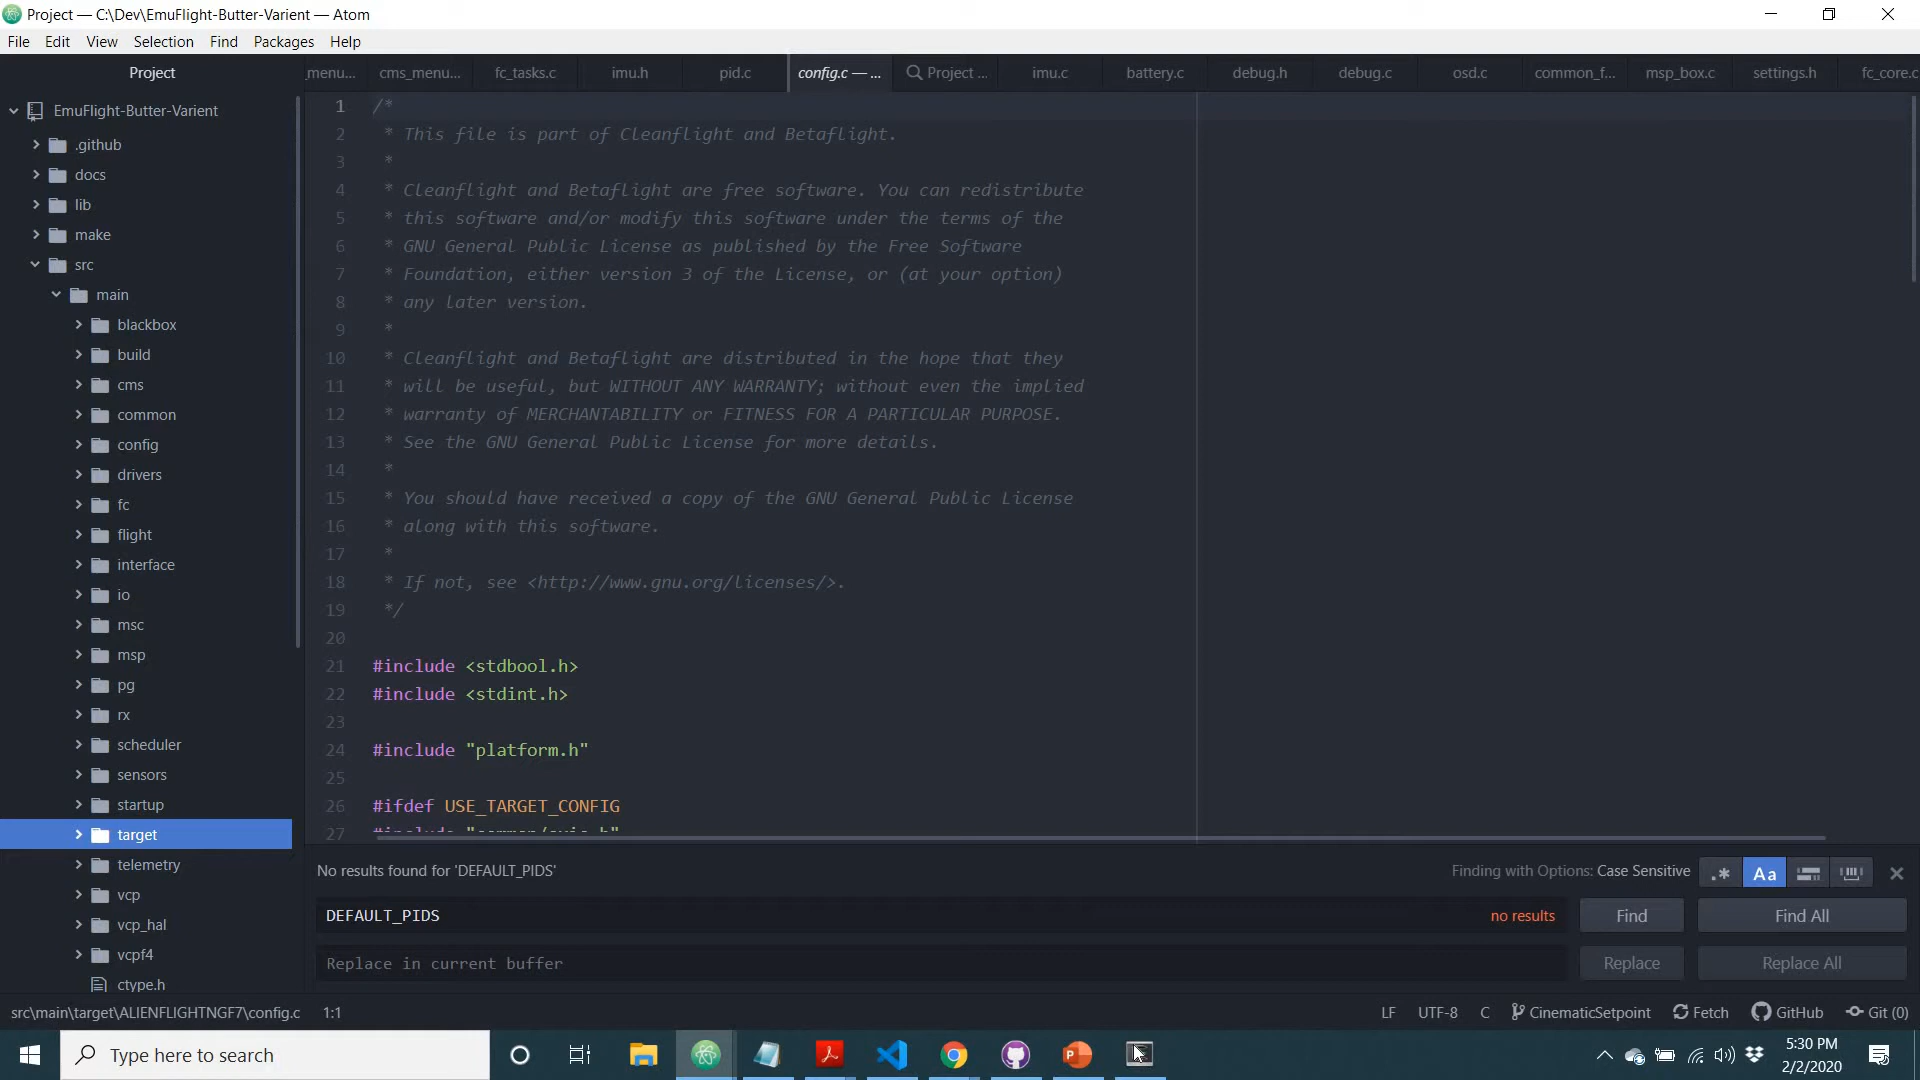 Project — C:\Dev\EmuFlight-Butter-Varient — Atom
File Edit View Selection Find Packages Help
Project
_menu... cms_menu... fc_tasks.c imu.h pid.c config.c — ... Project ... imu.c battery.c debug.h debug.c osd.c common_f... msp_box.c settings.h fc_core.c
EmuFlight-Butter-Varient
.github
docs
lib
make
src
main
blackbox
build
cms
common
config
drivers
fc
flight
interface
io
msc
msp
pg
rx
scheduler
sensors
startup
target
telemetry
vcp
vcp_hal
vcpf4
ctype.h
1 /*
2 * This file is part of Cleanflight and Betaflight.
3 *
4 * Cleanflight and Betaflight are free software. You can redistribute
5 * this software and/or modify this software under the terms of the
6 * GNU General Public License as published by the Free Software
7 * Foundation, either version 3 of the License, or (at your option)
8 * any later version.
9 *
10 * Cleanflight and Betaflight are distributed in the hope that they
11 * will be useful, but WITHOUT ANY WARRANTY; without even the implied
12 * warranty of MERCHANTABILITY or FITNESS FOR A PARTICULAR PURPOSE.
13 * See the GNU General Public License for more details.
14 *
15 * You should have received a copy of the GNU General Public License
16 * along with this software.
17 *
18 * If not, see <http://www.gnu.org/licenses/>.
19 */
20
21 #include <stdbool.h>
22 #include <stdint.h>
23
24 #include "platform.h"
25
26 #ifdef USE_TARGET_CONFIG
27 #include "common/axis.h"
No results found for 'DEFAULT_PIDS' Finding with Options: Case Sensitive .* Aa
DEFAULT_PIDS no results Find Find All
Replace in current buffer Replace Replace All
src\main\target\ALIENFLIGHTNGF7\config.c 1:1 LF UTF-8 C CinematicSetpoint Fetch GitHub Git (0)
Type here to search
5:30 PM
2/2/2020